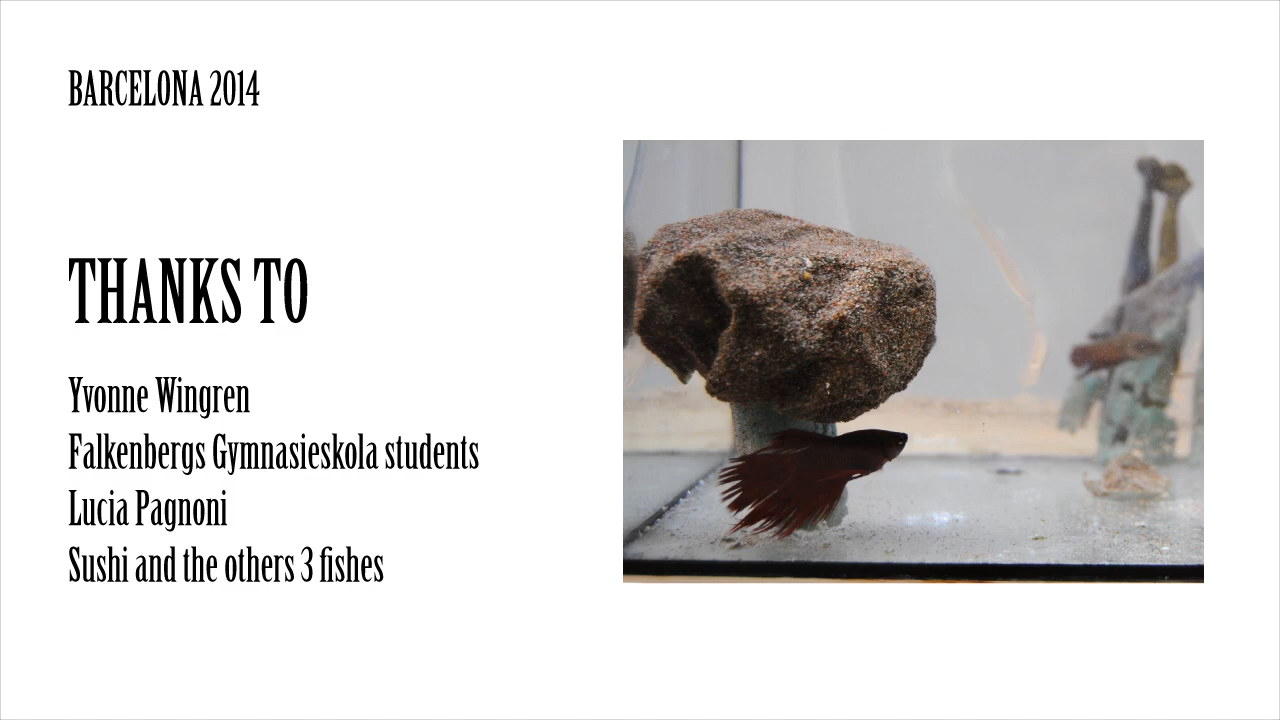 BARCELONA 2014
THANKS TO
Yvonne Wingren
Falkenbergs Gymnasieskola students
Lucia Pagnoni
Sushi and the others 3 fishes